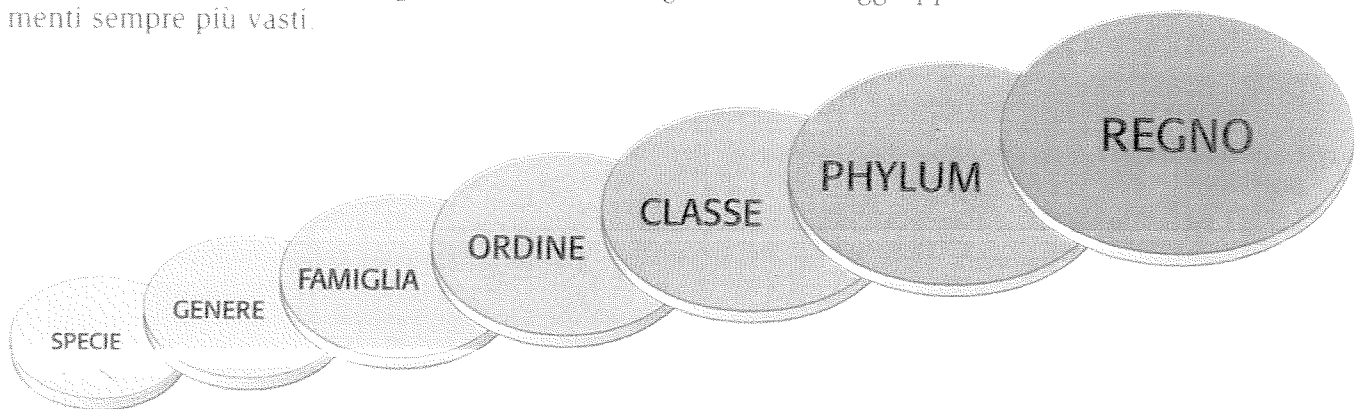 menti sempre più vasti.
SPECIE
GENERE
FAMIGLIA
ORDINE
CLASSE
PHYLUM
REGNO